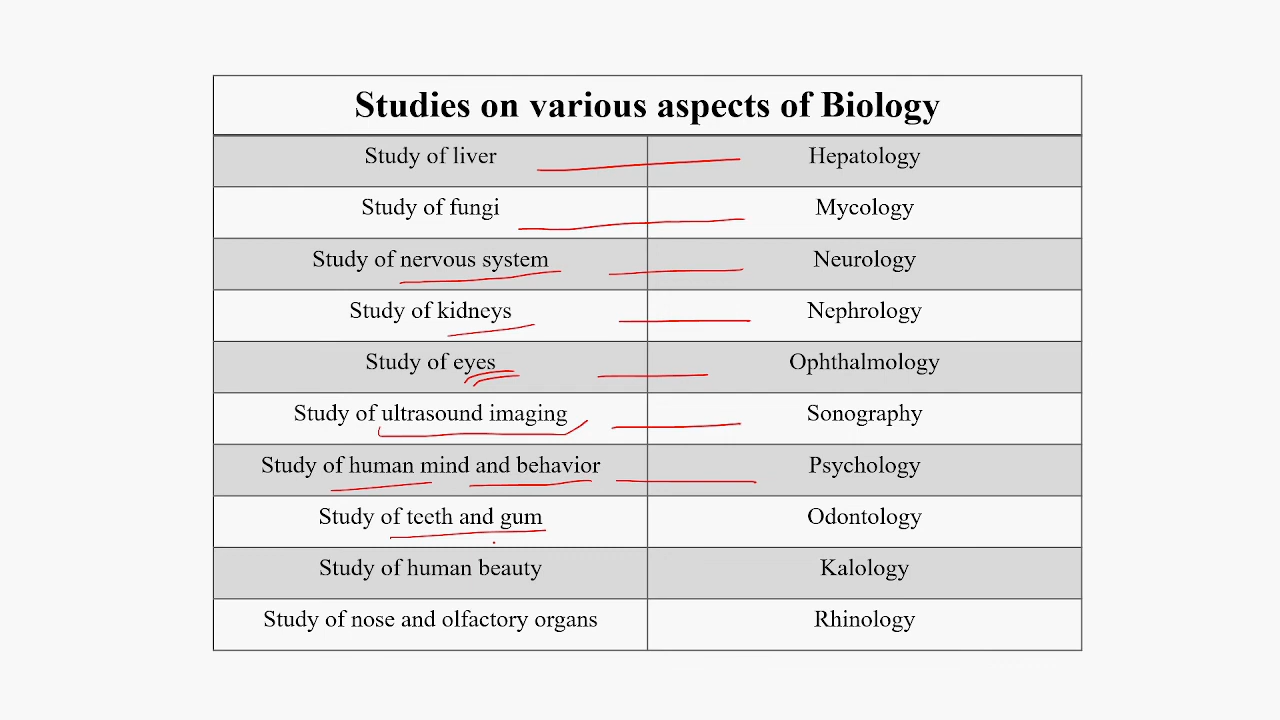 Studies on various aspects of Biology
Study of liver Hepatology
Study of fungi Mycology
Study of nervous system Neurology
Study of kidneys Nephrology
Study of eyes Ophthalmology
Study of ultrasound imaging Sonography
Study of human mind and behavior Psychology
Study of teeth and gum Odontology
Study of human beauty Kalology
Study of nose and olfactory organs Rhinology